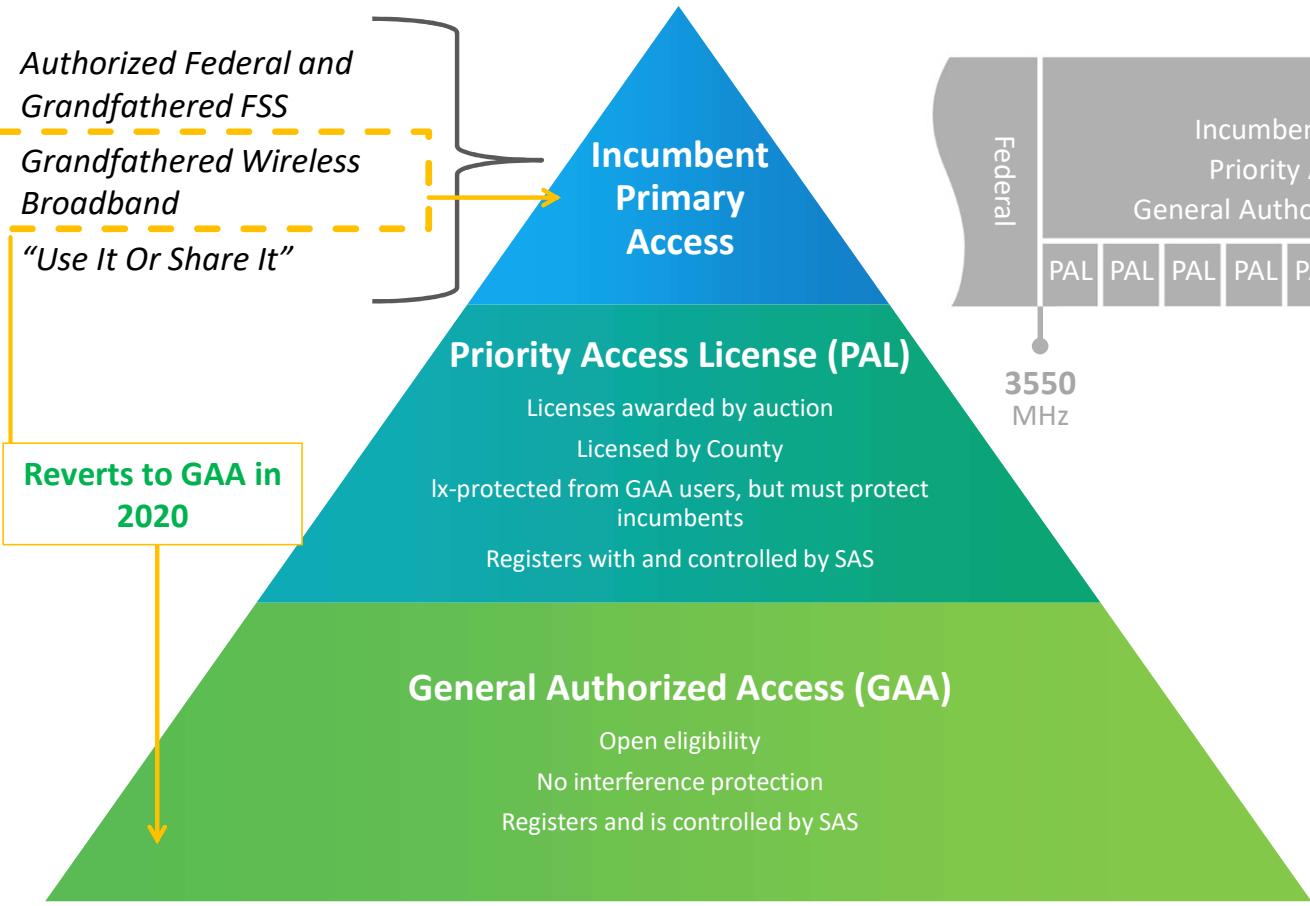 Authorized Federal and
Grandfathered FSS
Grandfathered Wireless
Broadband
“Use It Or Share It”
Reverts to GAA in
2020
Incumbent
Primary
Access
Priority Access License (PAL)
Licenses awarded by auction
Licensed by County
Ix-protected from GAA users, but must protect
incumbents
Registers with and controlled by SAS
General Authorized Access (GAA)
Open eligibility
No interference protection
Registers and is controlled by SAS
Federal
Priority
General
PAL PAL PAL PAL
3550
MHz